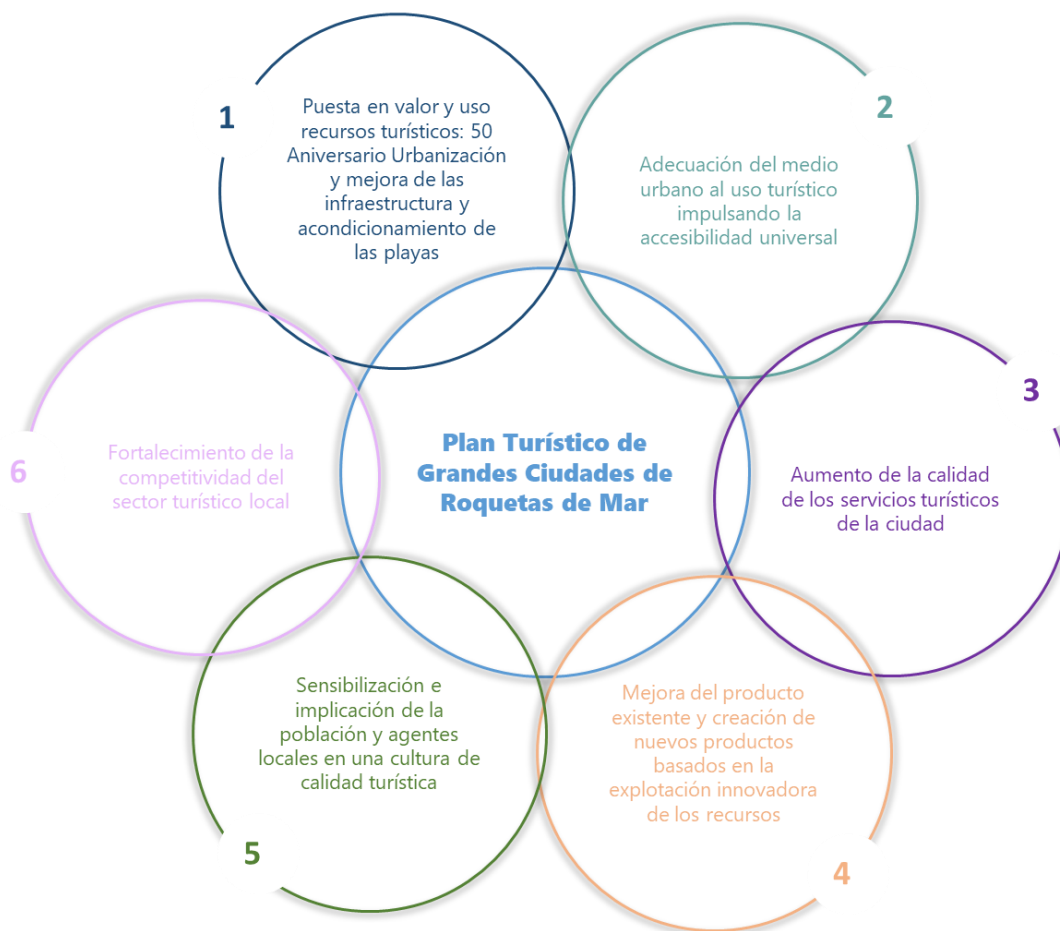 1
Puesta en valor y uso
recursos turísticos: 50
Aniversario Urbanización
y mejora de las
infraestructura y
acondicionamiento de
las playas
2
Adecuación del medio
urbano al uso turístico
impulsando la
accesibilidad universal
3
Aumento de la calidad
de los servicios turísticos
de la ciudad
Plan Turístico de
Grandes Ciudades de
Roquetas de Mar
6
Fortalecimiento de la
competitividad del
sector turístico local
Sensibilización e
implicación de la
población y agentes
locales en una cultura de
calidad turística
5
Mejora del producto
existente y creación de
nuevos productos
basados en la
explotación innovadora
de los recursos
4